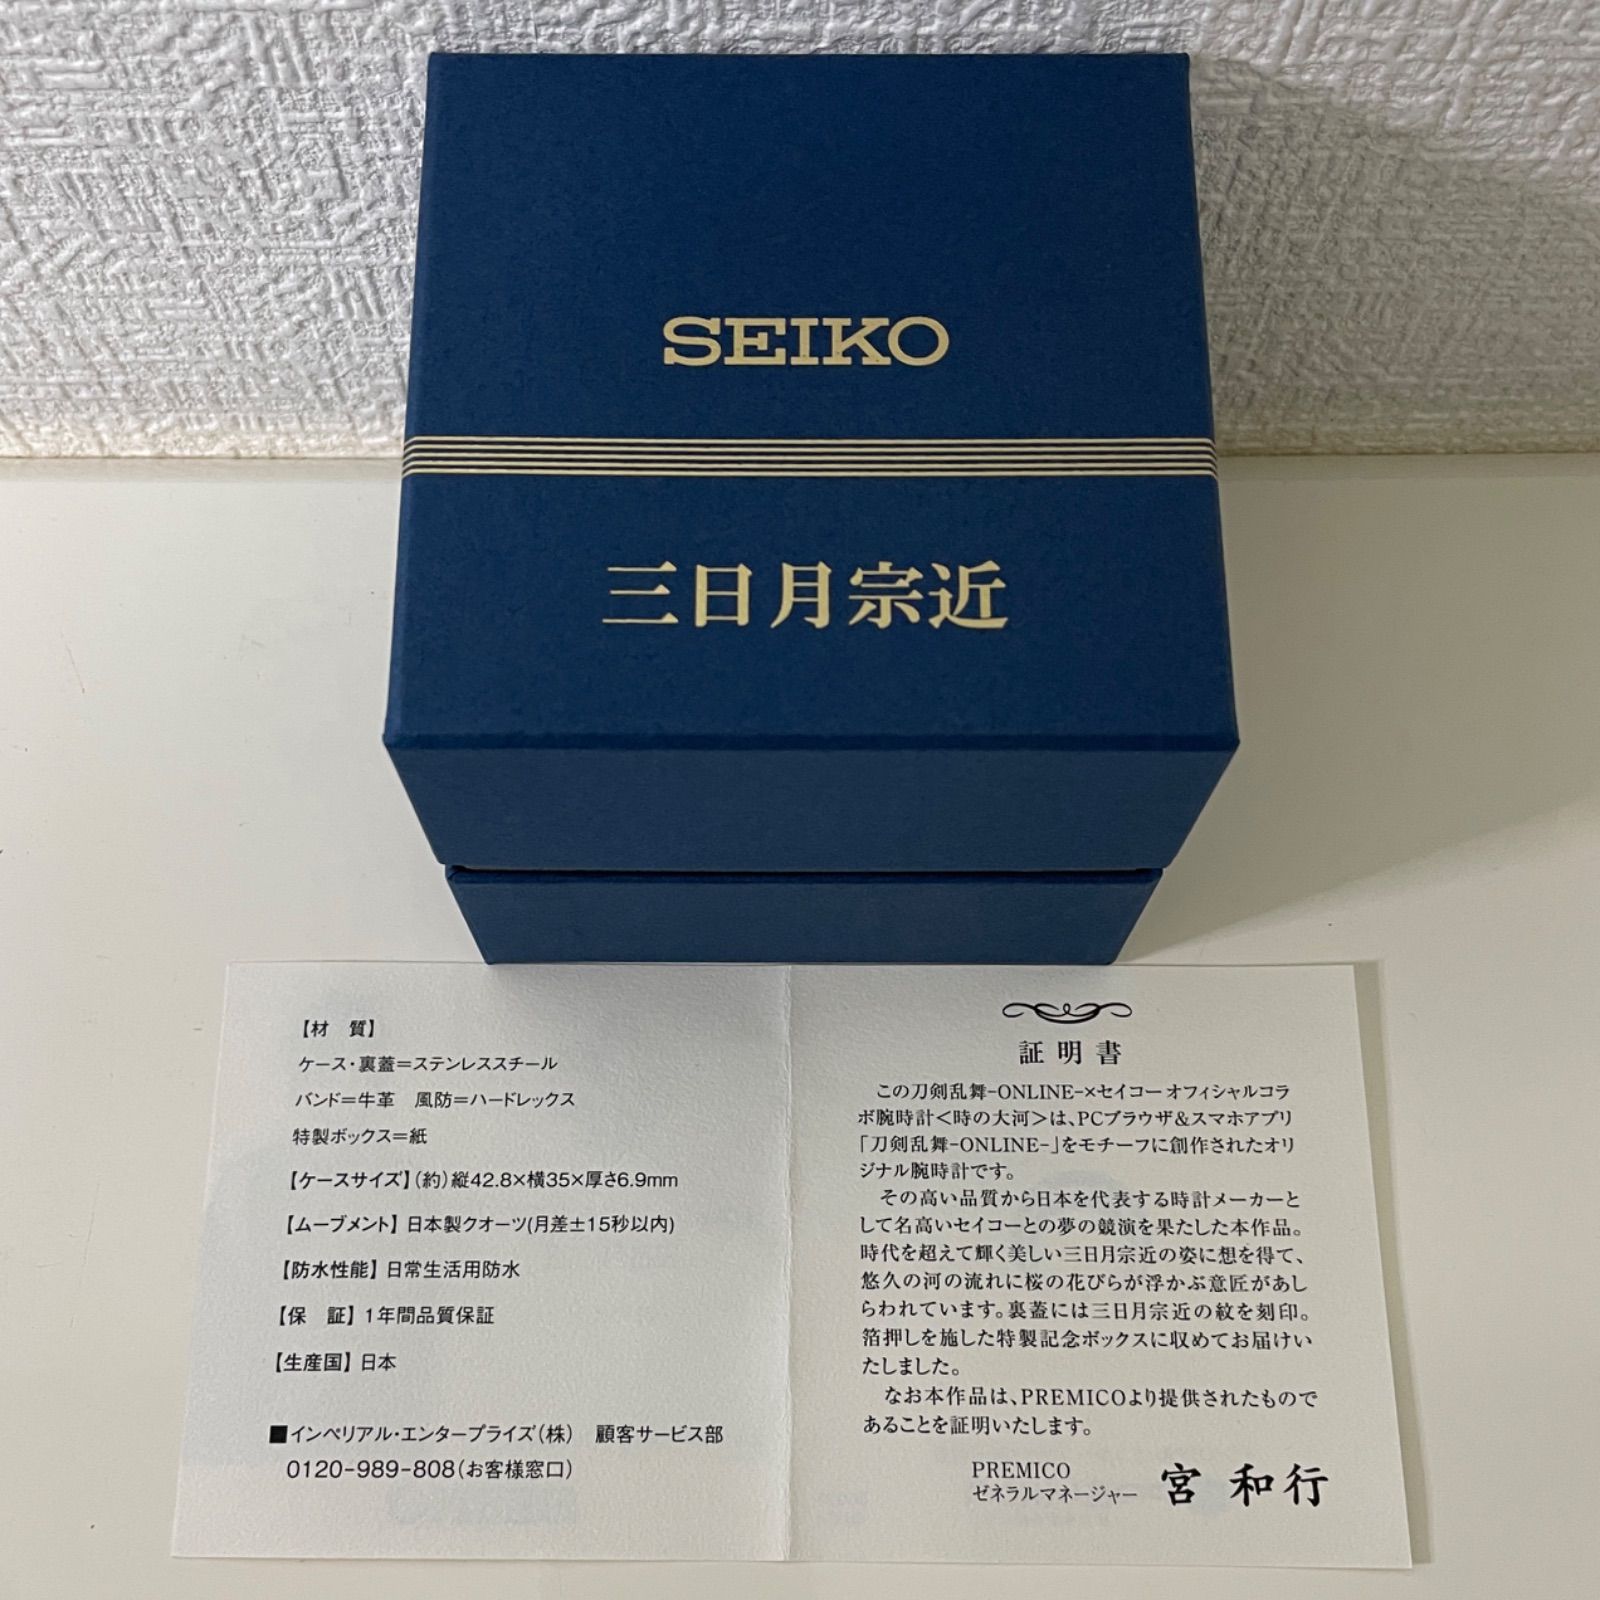 SEIKO
三日月宗近
【材　質】
ケース・裏蓋＝ステンレススチール
バンド＝牛革　風防＝ハードレックス
特製ボックス＝紙
【ケースサイズ】(約)縦42.8×横35×厚さ6.9mm
【ムーブメント】日本製クオーツ(月差±15秒以内)
【防水性能】日常生活用防水
【保　証】1年間品質保証
【生産国】日本
■インペリアル・エンタープライズ(株)　顧客サービス部
0120-989-808(お客様窓口)
証明書
この刀剣乱舞-ONLINE-×セイコー オフィシャルコラ
ボ腕時計＜時の大河＞は、PCブラウザ&スマホアプリ
「刀剣乱舞-ONLINE-」をモチーフに創作されたオリ
ジナル腕時計です。
その高い品質から日本を代表する時計メーカーと
して名高いセイコーとの夢の競演を果たした本作品。
時代を超えて輝く美しい三日月宗近の姿に想を得て、
悠久の河の流れに桜の花びらが浮かぶ意匠があし
らわれています。裏蓋には三日月宗近の紋を刻印。
箔押しを施した特製記念ボックスに収めてお届けい
たしました。
なお本作品は、PREMICOより提供されたもので
あることを証明いたします。
PREMICO
ゼネラルマネージャー　宮 和行